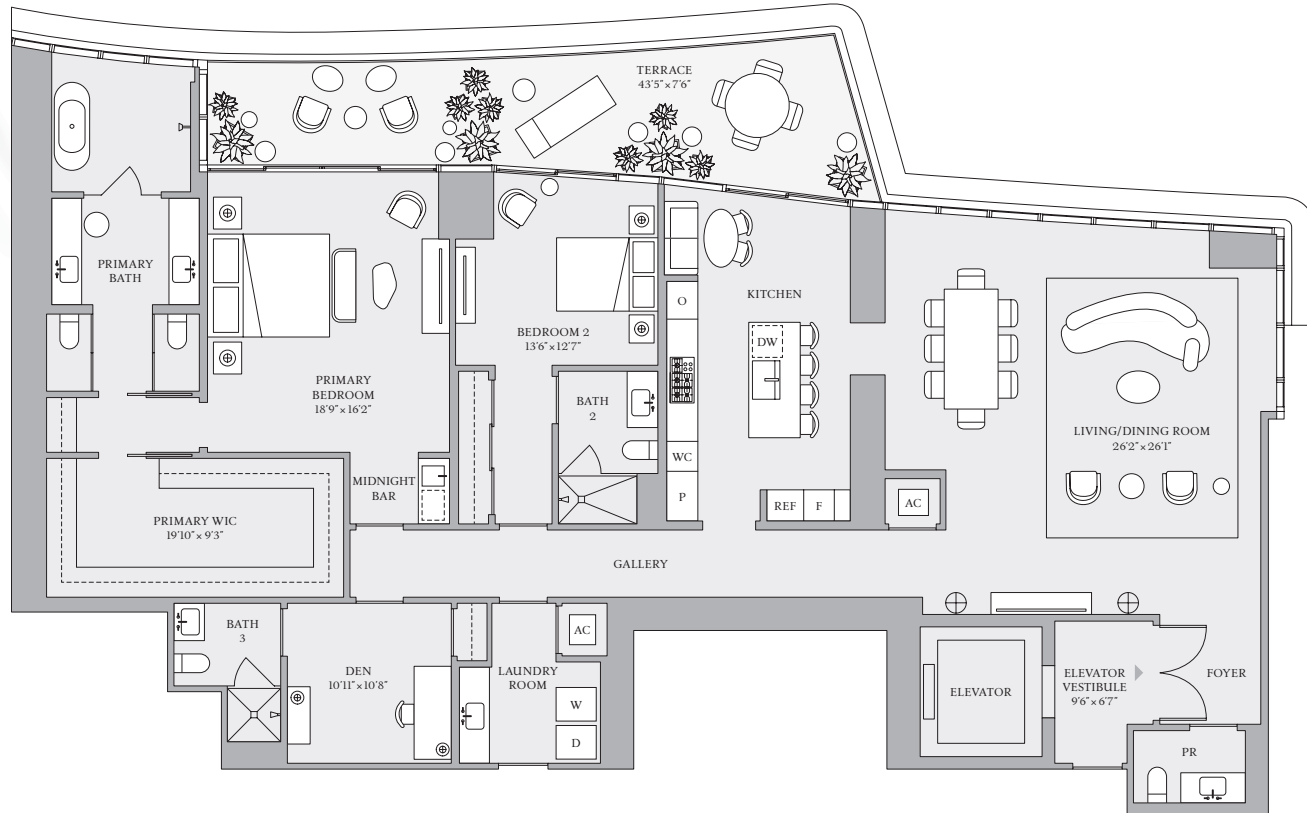 TERRACE
43'5"×7'6"
PRIMARY
BATH
KITCHEN
O
BEDROOM 2
13'6"×12'7"
DW
PRIMARY
BEDROOM
18'9"×16'2"
BATH
2
LIVING/DINING ROOM
26'2"×26'1"
WC
MIDNIGHT
BAR
P
REF
F
AC
PRIMARY WIC
19'10"×9'3"
GALLERY
BATH
3
AC
DEN
10'11"×10'8"
LAUNDRY
ROOM
W
D
ELEVATOR
ELEVATOR
VESTIBULE
9'6"×6'7"
FOYER
PR